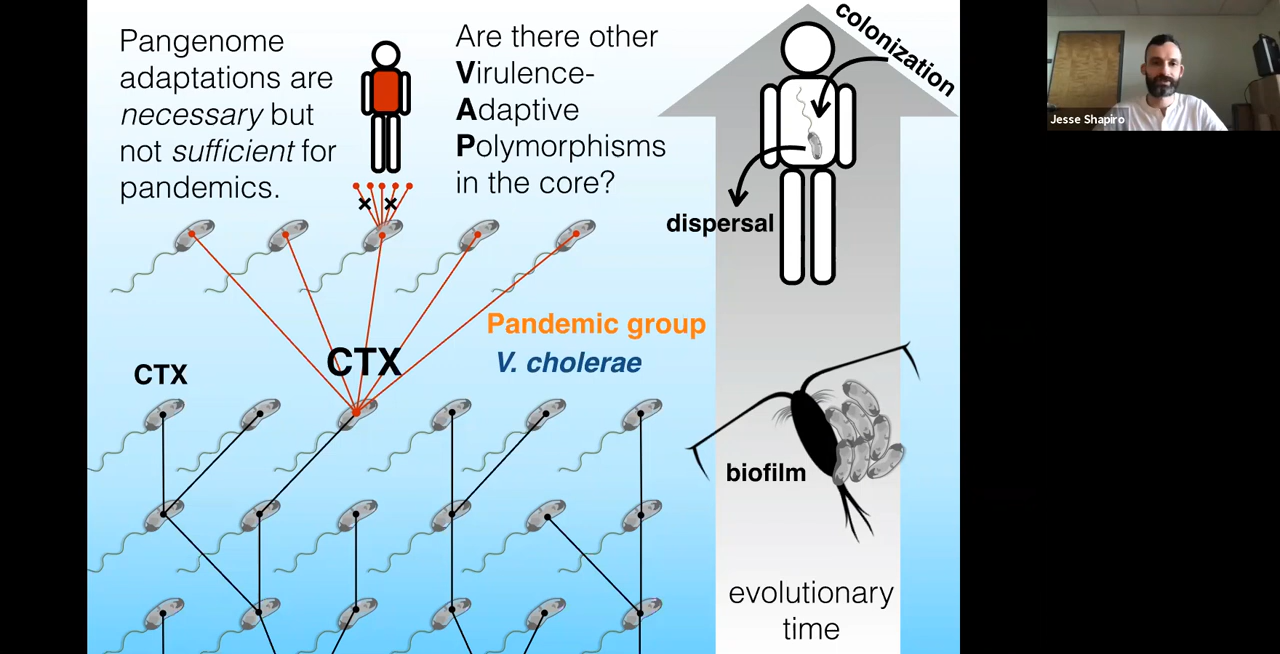 Pangenome
adaptations are
necessary but
not sufficient for
pandemics.
Are there other
Virulence-
Adaptive
Polymorphisms
in the core?
colonization
dispersal
Jesse Shapiro
Pandemic group
V. cholerae
CTX
CTX
biofilm
evolutionary
time